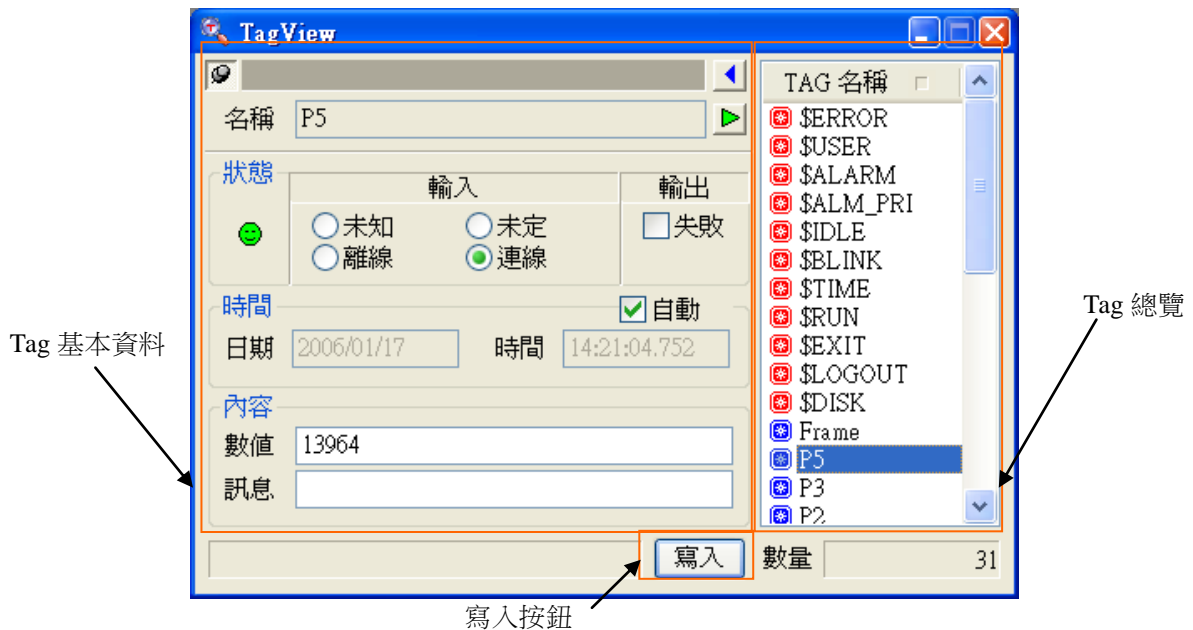 TagView
TAG 名稱
名稱 P5
狀態
輸入 輸出
未知 未定 失敗
離線 連線
時間 自動
日期 2006/01/17 時間 14:21:04.752
內容
數值 13964
訊息
$ERROR
$USER
$ALARM
$ALM_PRI
$IDLE
$BLINK
$TIME
$RUN
$EXIT
$LOGOUT
$DISK
Frame
P5
P3
P2
寫入 數量 31
Tag 基本資料
Tag 總覽
寫入按鈕